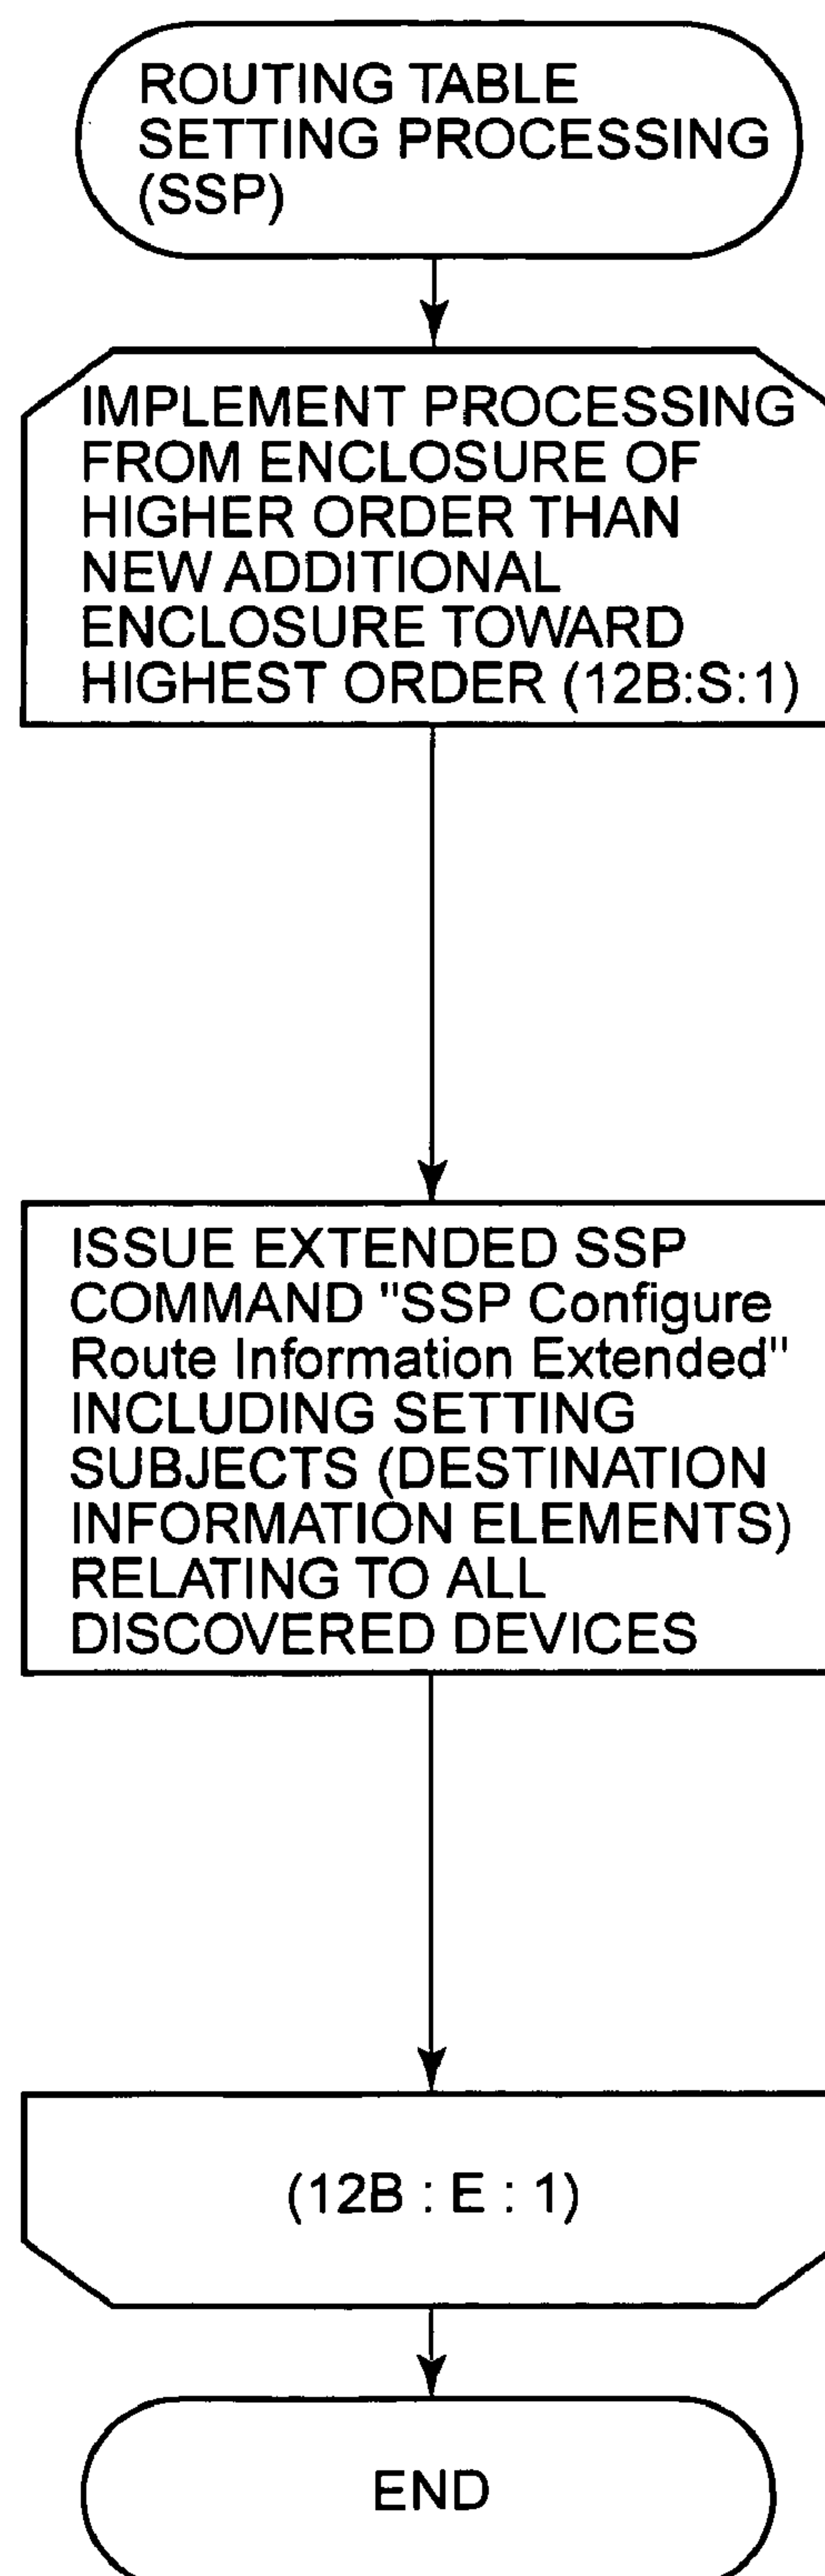 ROUTING TABLE
SETTING PROCESSING
(SSP)
IMPLEMENT PROCESSING
FROM ENCLOSURE OF
HIGHER ORDER THAN
NEW ADDITIONAL
ENCLOSURE TOWARD
HIGHEST ORDER (12B:S:1)
ISSUE EXTENDED SSP
COMMAND "SSP Configure
Route Information Extended"
INCLUDING SETTING
SUBJECTS (DESTINATION
INFORMATION ELEMENTS)
RELATING TO ALL
DISCOVERED DEVICES
(12B : E : 1)
END